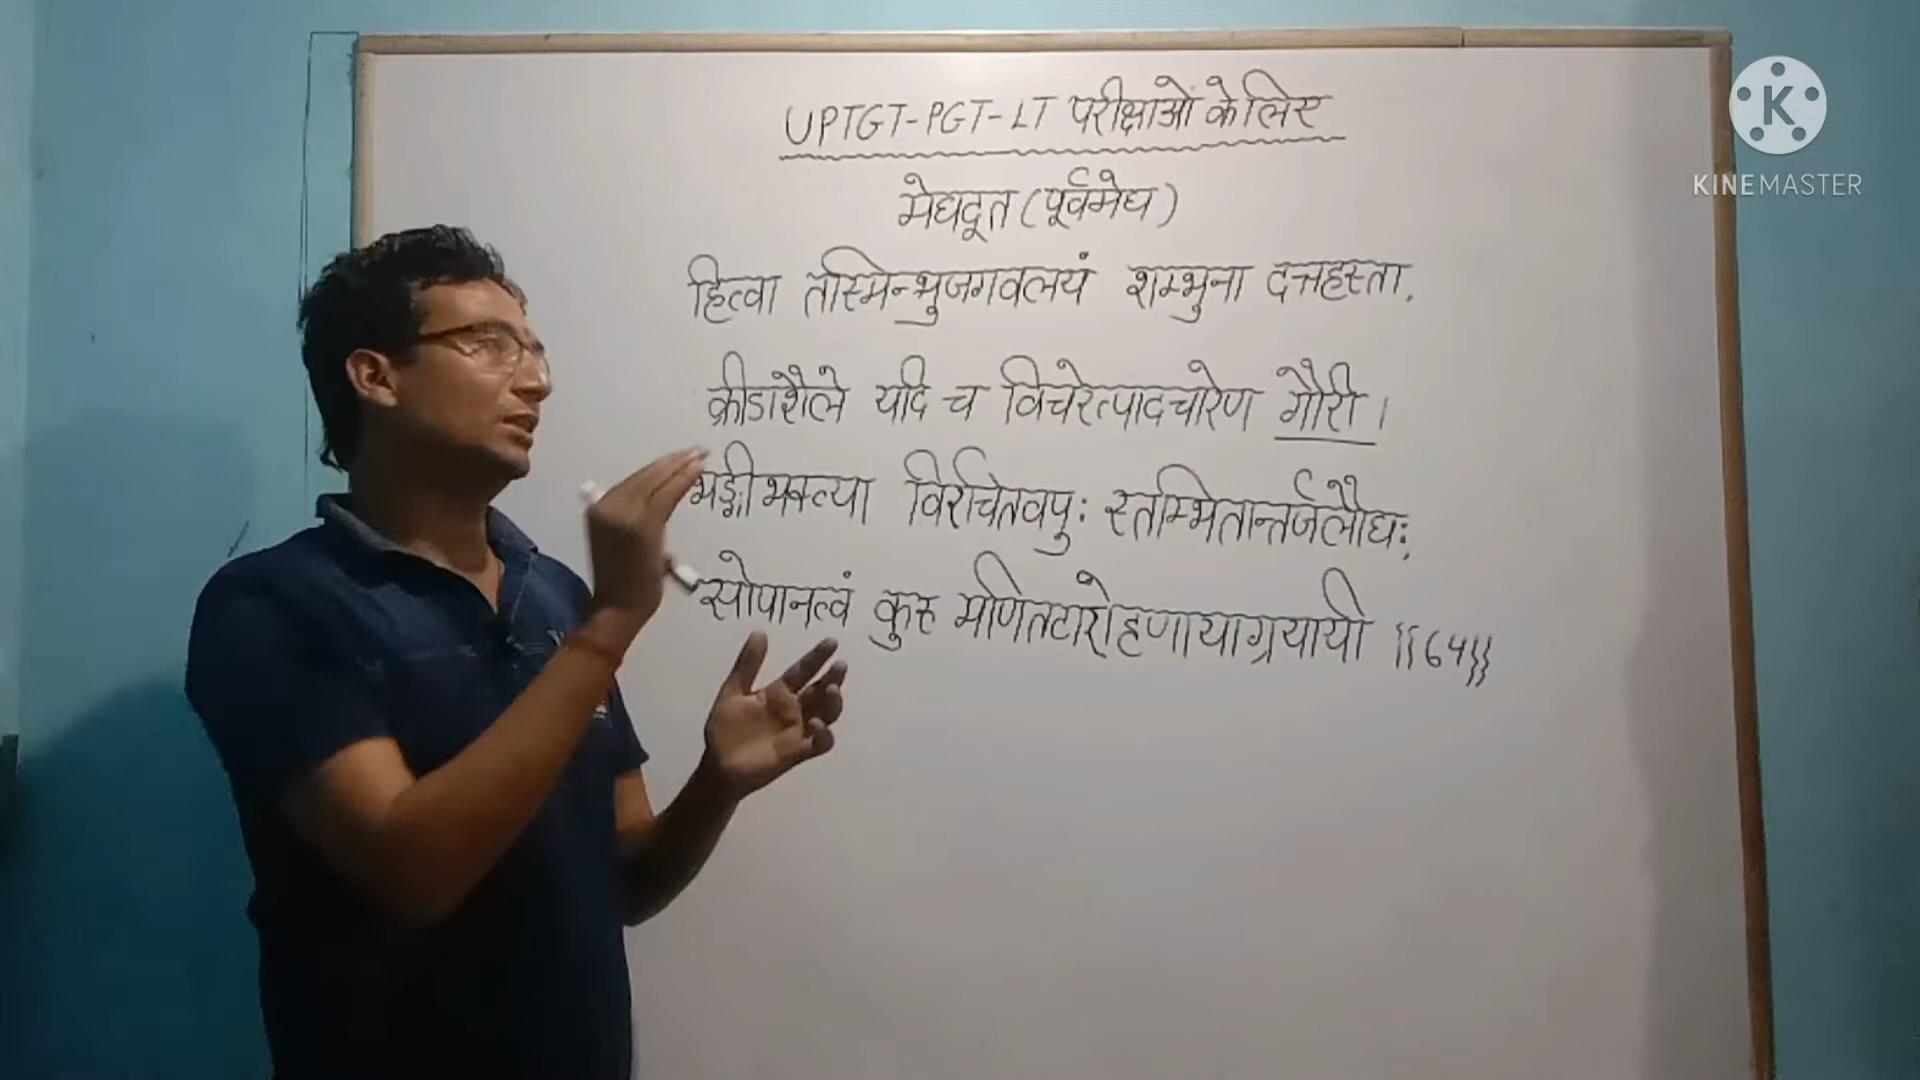 UPTGT-PGT-LT परीक्षाओं के लिए
मेघदूत (पूर्वमेघ)
हित्वा तस्मिन्भुजगवलयं शम्भुना दत्तहस्ता,
क्रीडाशैले यदि च विचरेत्पादचारेण गौरी।
भङ्गीभक्त्या विरचितवपुः स्तम्भितान्तर्जलौघः,
सोपानत्वं कुरु मणितटारोहणायाग्रयायी ॥६५॥
K
KINEMASTER